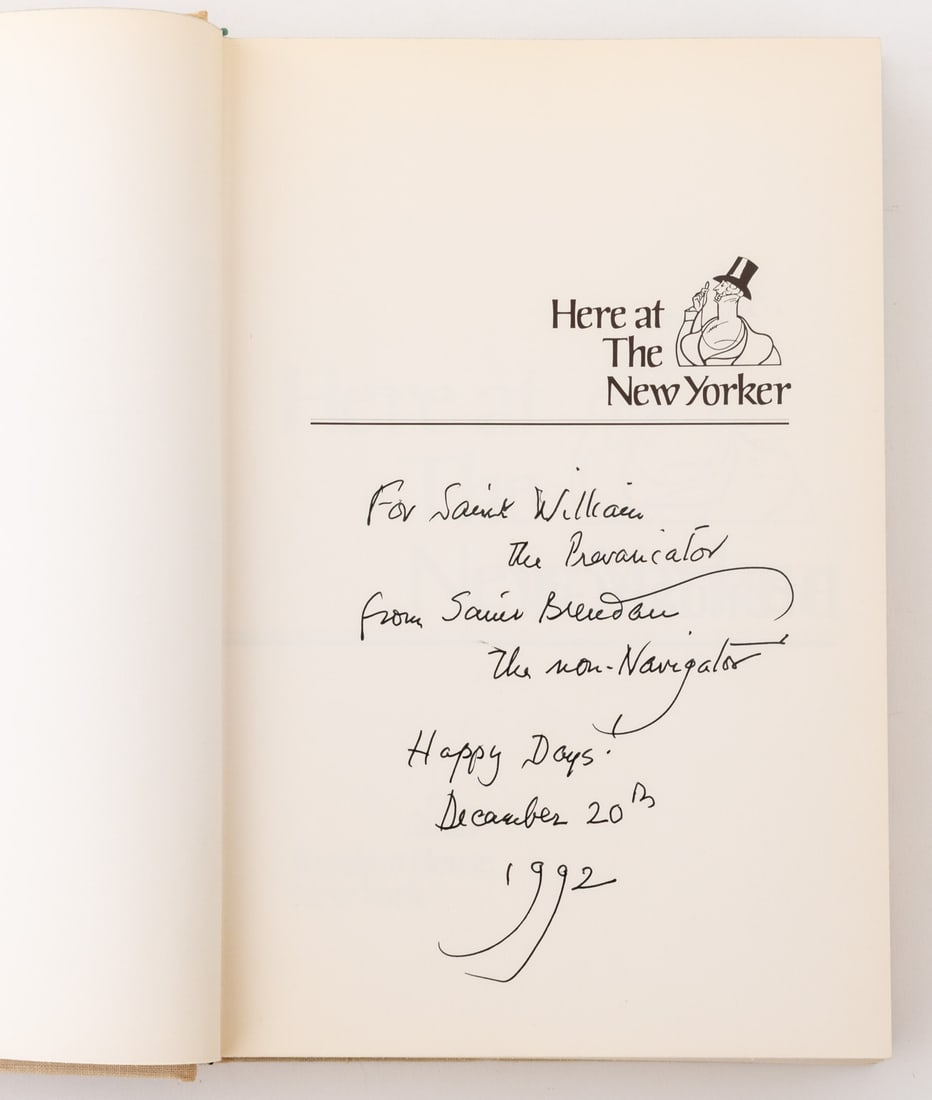 Here at
The
New Yorker
For Saint William
the Prevaricator
from Saint Brendan
the non-Navigator
Happy Days!
December 20th
1992